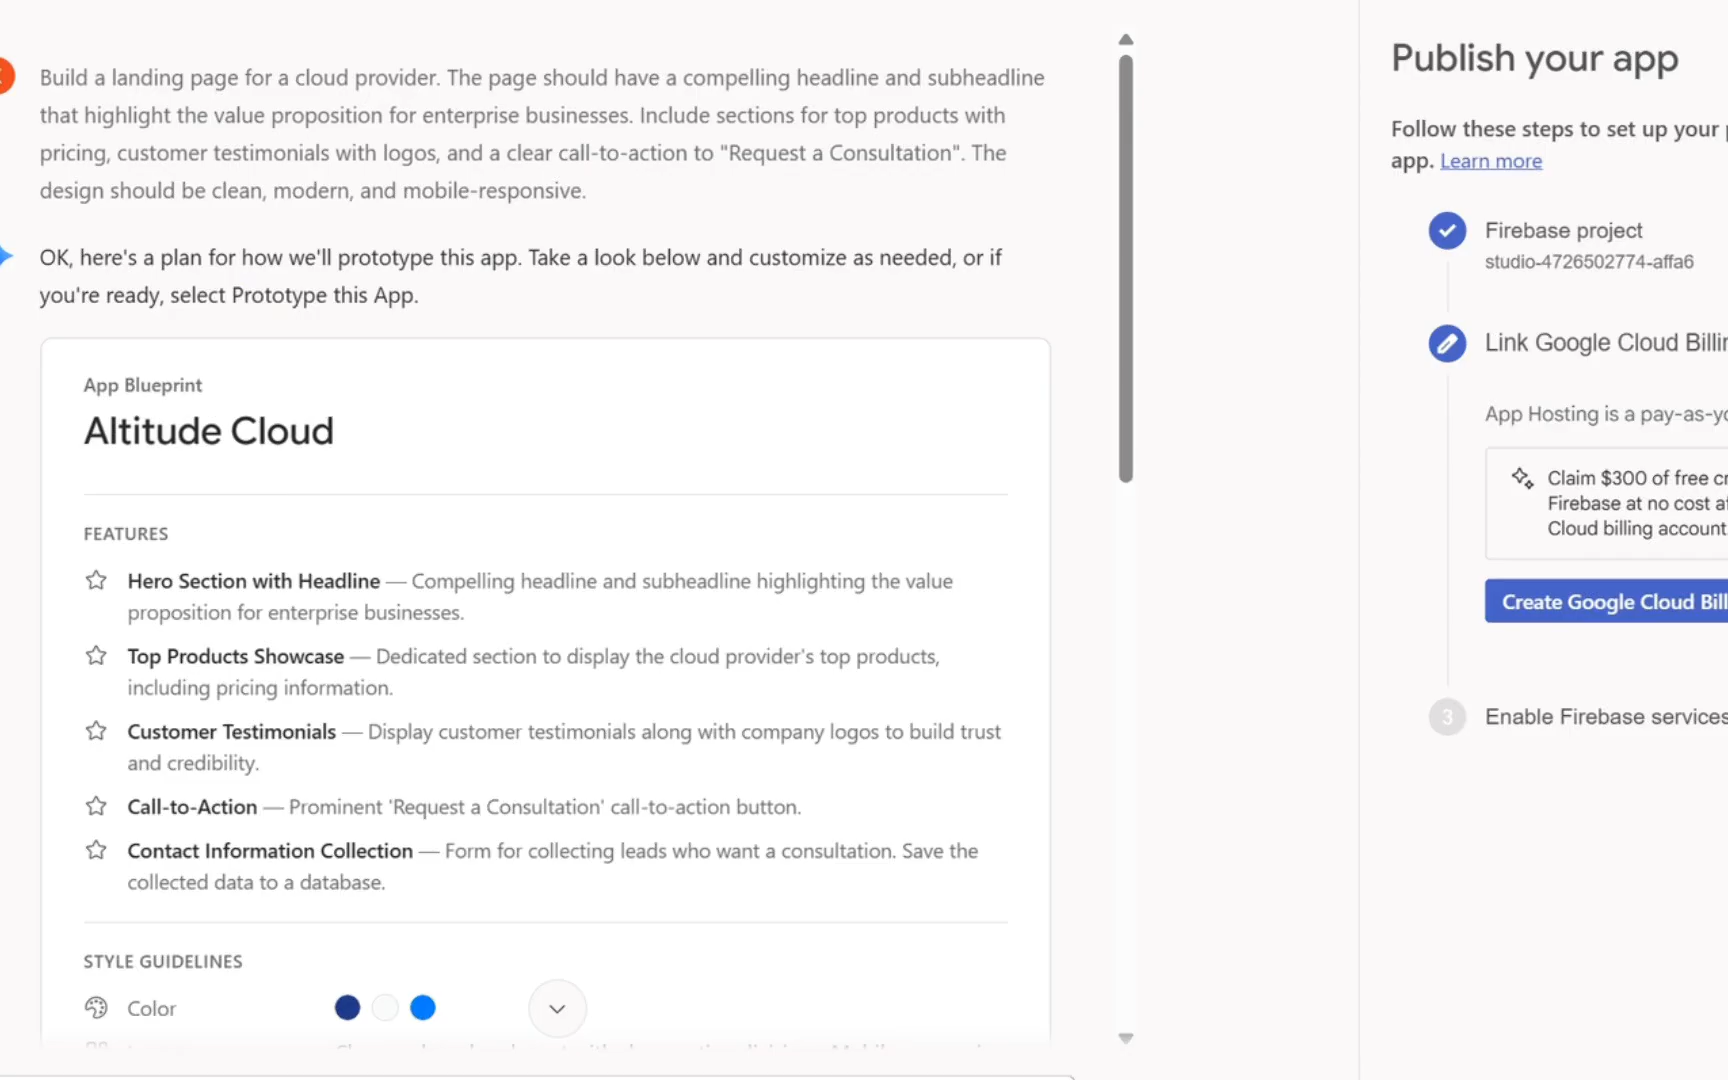 Build a landing page for a cloud provider. The page should have a compelling headline and subheadline
that highlight the value proposition for enterprise businesses. Include sections for top products with
pricing, customer testimonials with logos, and a clear call-to-action to "Request a Consultation". The
design should be clean, modern, and mobile-responsive.
OK, here's a plan for how we'll prototype this app. Take a look below and customize as needed, or if
you're ready, select Prototype this App.
App Blueprint
Altitude Cloud
FEATURES
Hero Section with Headline — Compelling headline and subheadline highlighting the value
proposition for enterprise businesses.
Top Products Showcase — Dedicated section to display the cloud provider's top products,
including pricing information.
Customer Testimonials — Display customer testimonials along with company logos to build trust
and credibility.
Call-to-Action — Prominent 'Request a Consultation' call-to-action button.
Contact Information Collection — Form for collecting leads who want a consultation. Save the
collected data to a database.
STYLE GUIDELINES
Color
Publish your app
Follow these steps to set up your
app. Learn more
Firebase project
studio-4726502774-affa6
Link Google Cloud
App Hosting is a
Claim $300 of free
Firebase at no cost
Cloud billing account
Create Google Cloud
3
Enable Firebase services